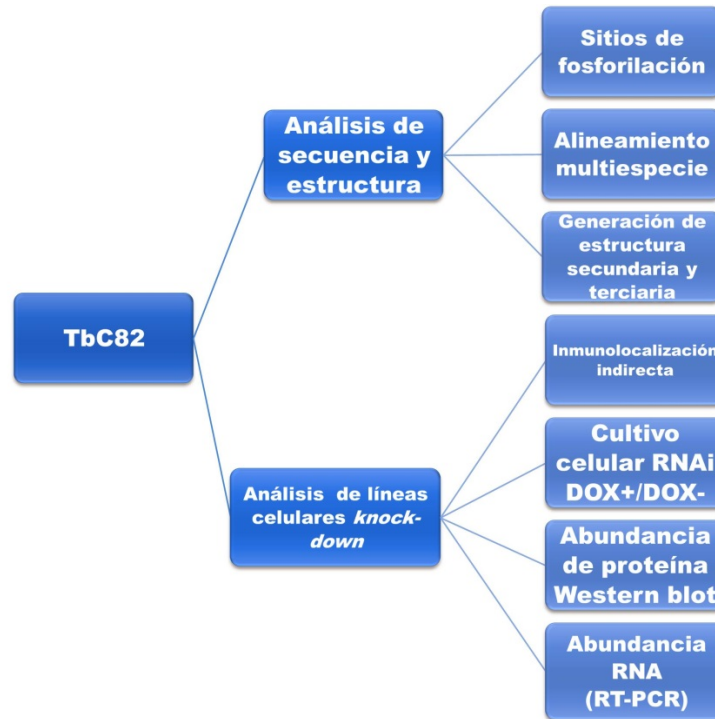 TbC82
Análisis de
secuencia y
estructura
Sitios de
fosforilación
Alineamiento
multiespecie
Generación de
estructura
secundaria y
terciaria
Análisis de líneas
celulares knock-
down
Inmunolocalización
indirecta
Cultivo
celular RNAi
DOX+/DOX-
Abundancia
de proteína
Western blot
Abundancia
RNA
(RT-PCR)